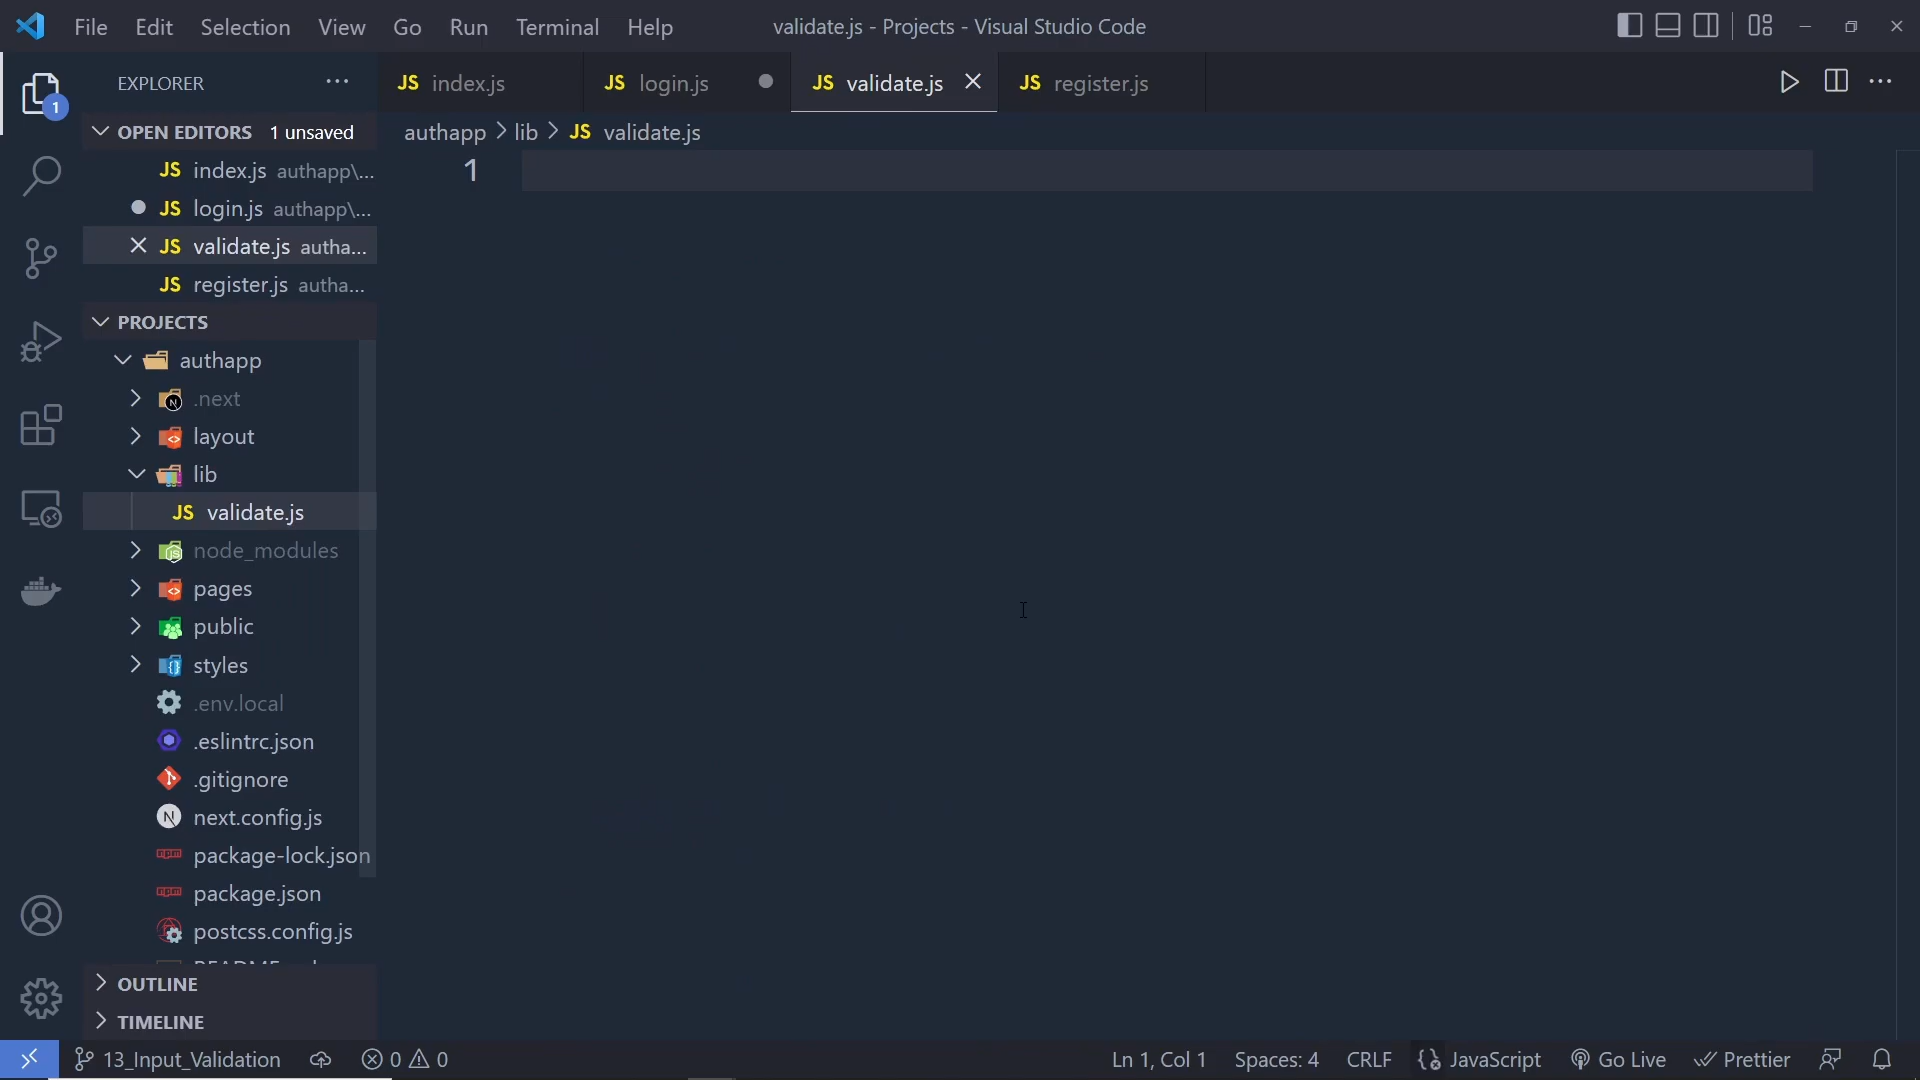 File Edit Selection View Go Run Terminal Help validate.js - Projects - Visual Studio Code
EXPLORER
JS index.js JS login.js JS validate.js JS register.js
OPEN EDITORS 1 unsaved
authapp > lib > JS validate.js
1
JS index.js authapp\...
JS login.js authapp\...
JS validate.js autha...
JS register.js autha...
PROJECTS
authapp
.next
layout
lib
JS validate.js
node_modules
pages
public
styles
.env.local
.eslintrc.json
.gitignore
next.config.js
package-lock.json
package.json
postcss.config.js
OUTLINE
TIMELINE
13_Input_Validation 0 0 Ln 1, Col 1 Spaces: 4 CRLF JavaScript Go Live Prettier